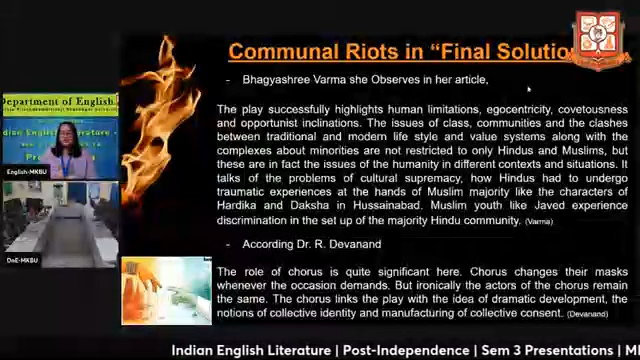 Communal Riots in "Final Solutio
- Bhagyashree Varma she Observes in her article,
The play successfully highlights human limitations, egocentricity, covetousness
and opportunist inclinations. The issues of class, communities and the clashes
between traditional and modern life style and value systems along with the
complexes about minorities are not restricted to only Hindus and Muslims, but
these are in fact the issues of the humanity in different contexts and situations. It
talks of the problems of cultural supremacy, how Hindus had to undergo
traumatic experiences at the hands of Muslim majority like the characters of
Hardika and Daksha in Hussainabad. Muslim youth like Javed experience
discrimination in the set up of the majority Hindu community. (Varma)
- According Dr. R. Devanand
The role of chorus is quite significant here. Chorus changes their masks
whenever the occasion demands. But ironically the actors of the chorus remain
the same. The chorus links the play with the idea of dramatic development, the
notions of collective identity and manufacturing of collective consent. (Devanand)
Department of English
dian English Literature -
English-MKBU
DoE-MKBU
Indian English Literature | Post-Independence | Sem 3 Presentations | M